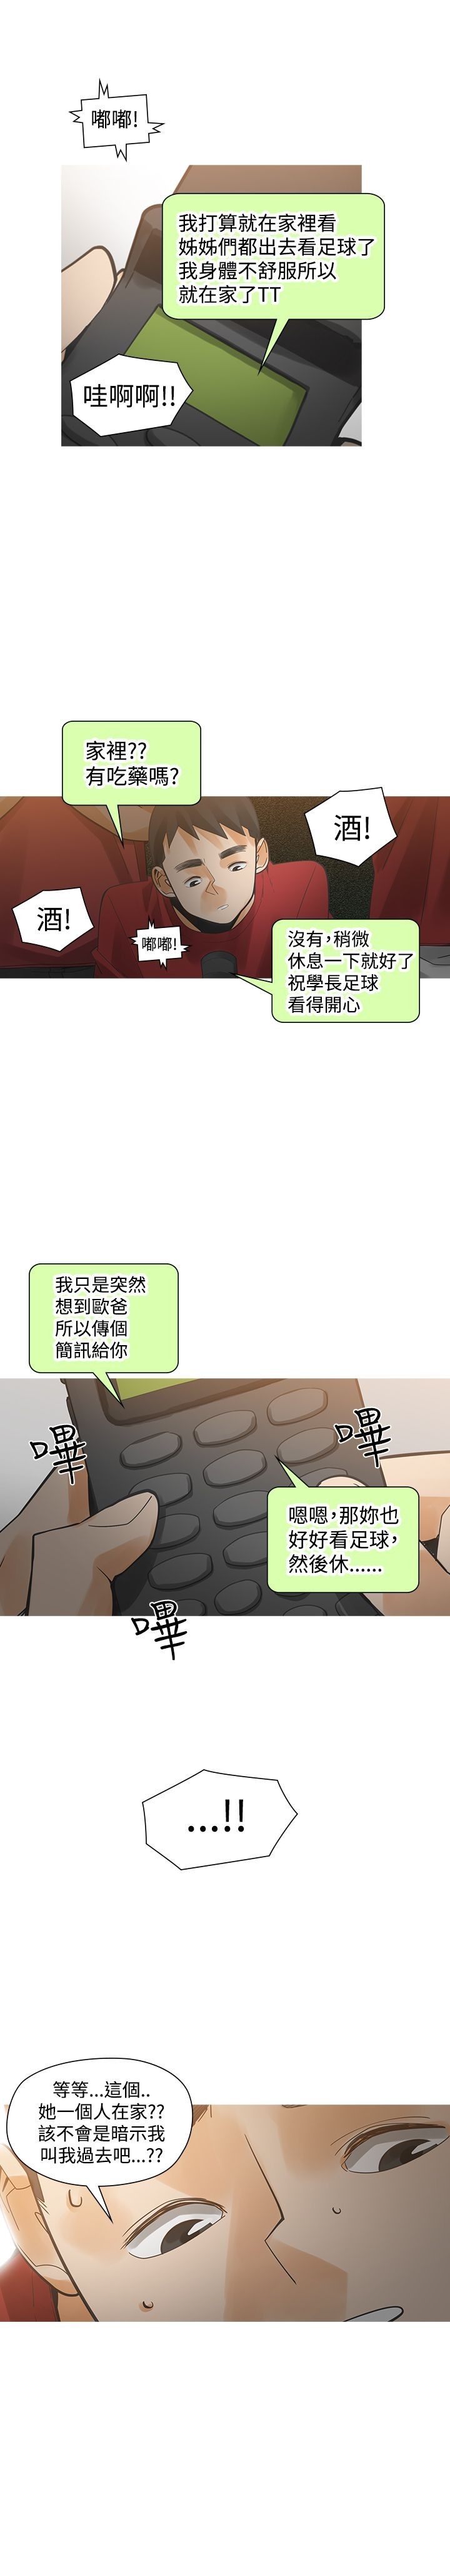 嘟嘟!
我打算就在家裡看
姊姊們都出去看足球了
我身體不舒服所以
就在家了TT
哇啊啊!!
家裡??
有吃藥嗎?
酒!
酒!
嘟嘟!
沒有，稍微
休息一下就好了
祝學長足球
看得開心
我只是突然
想到歐爸
所以傳個
簡訊給你
嗶
嗶
嗯嗯，那妳也
好好看足球，
然後休……
嗶
...!!
等等...這個..
她一個人在家??
該不會是暗示我
叫我過去吧...??